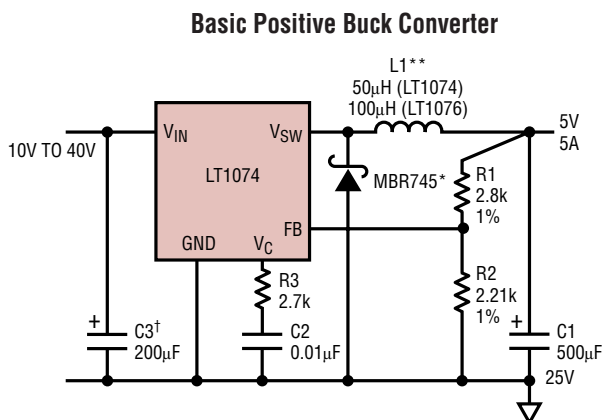 Basic Positive Buck Converter
L1**
50μH (LT1074)
100μH (LT1076)
10V TO 40V
VIN
VSW
5V
5A
LT1074
MBR745*
R1
2.8k
1%
FB
GND
VC
R3
2.7k
R2
2.21k
1%
C3†
200μF
C2
0.01μF
C1
500μF
25V
+
+